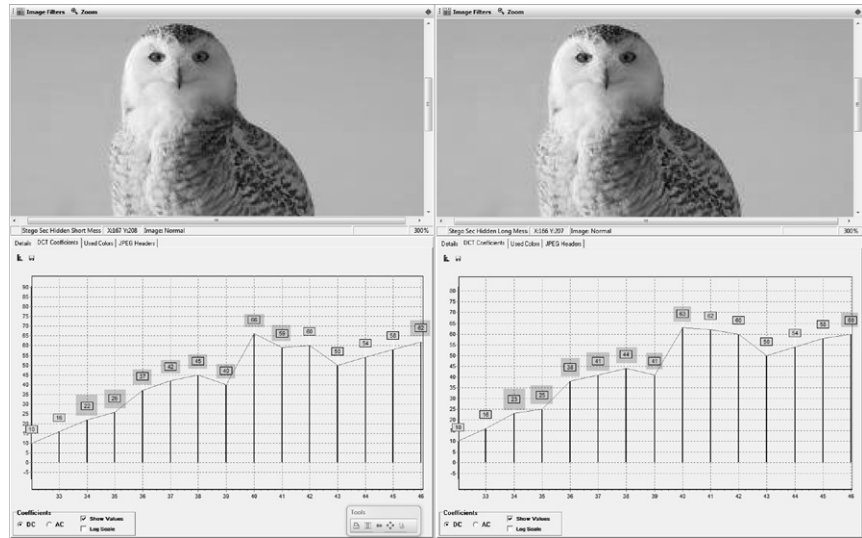 Image Filters Zoom
Stego Sec Hidden Short Mess X:167 Y:208 Image: Normal 300%
Details DCT Coefficients Used Colors JPEG Headers
90
85
80
75
70
65
60
55
50
45
40
35
30
25
20
15
10
5
0
-5
10 16 22 26 37 42 45 40 66 59 60 50 54 58 62
33 34 35 36 37 38 39 40 41 42 43 44 45 46
Coefficients
DC AC Show Values
Log Scale
Tools
Image Filters Zoom
Stego Sec Hidden Long Messa X:166 Y:207 Image: Normal 300%
Details DCT Coefficients Used Colors JPEG Headers
80
75
70
65
60
55
50
45
40
35
30
25
20
15
10
5
0
-5
10 16 23 25 38 41 44 41 63 62 60 50 54 58 60
33 34 35 36 37 38 39 40 41 42 43 44 45 46
Coefficients
DC AC Show Values
Log Scale